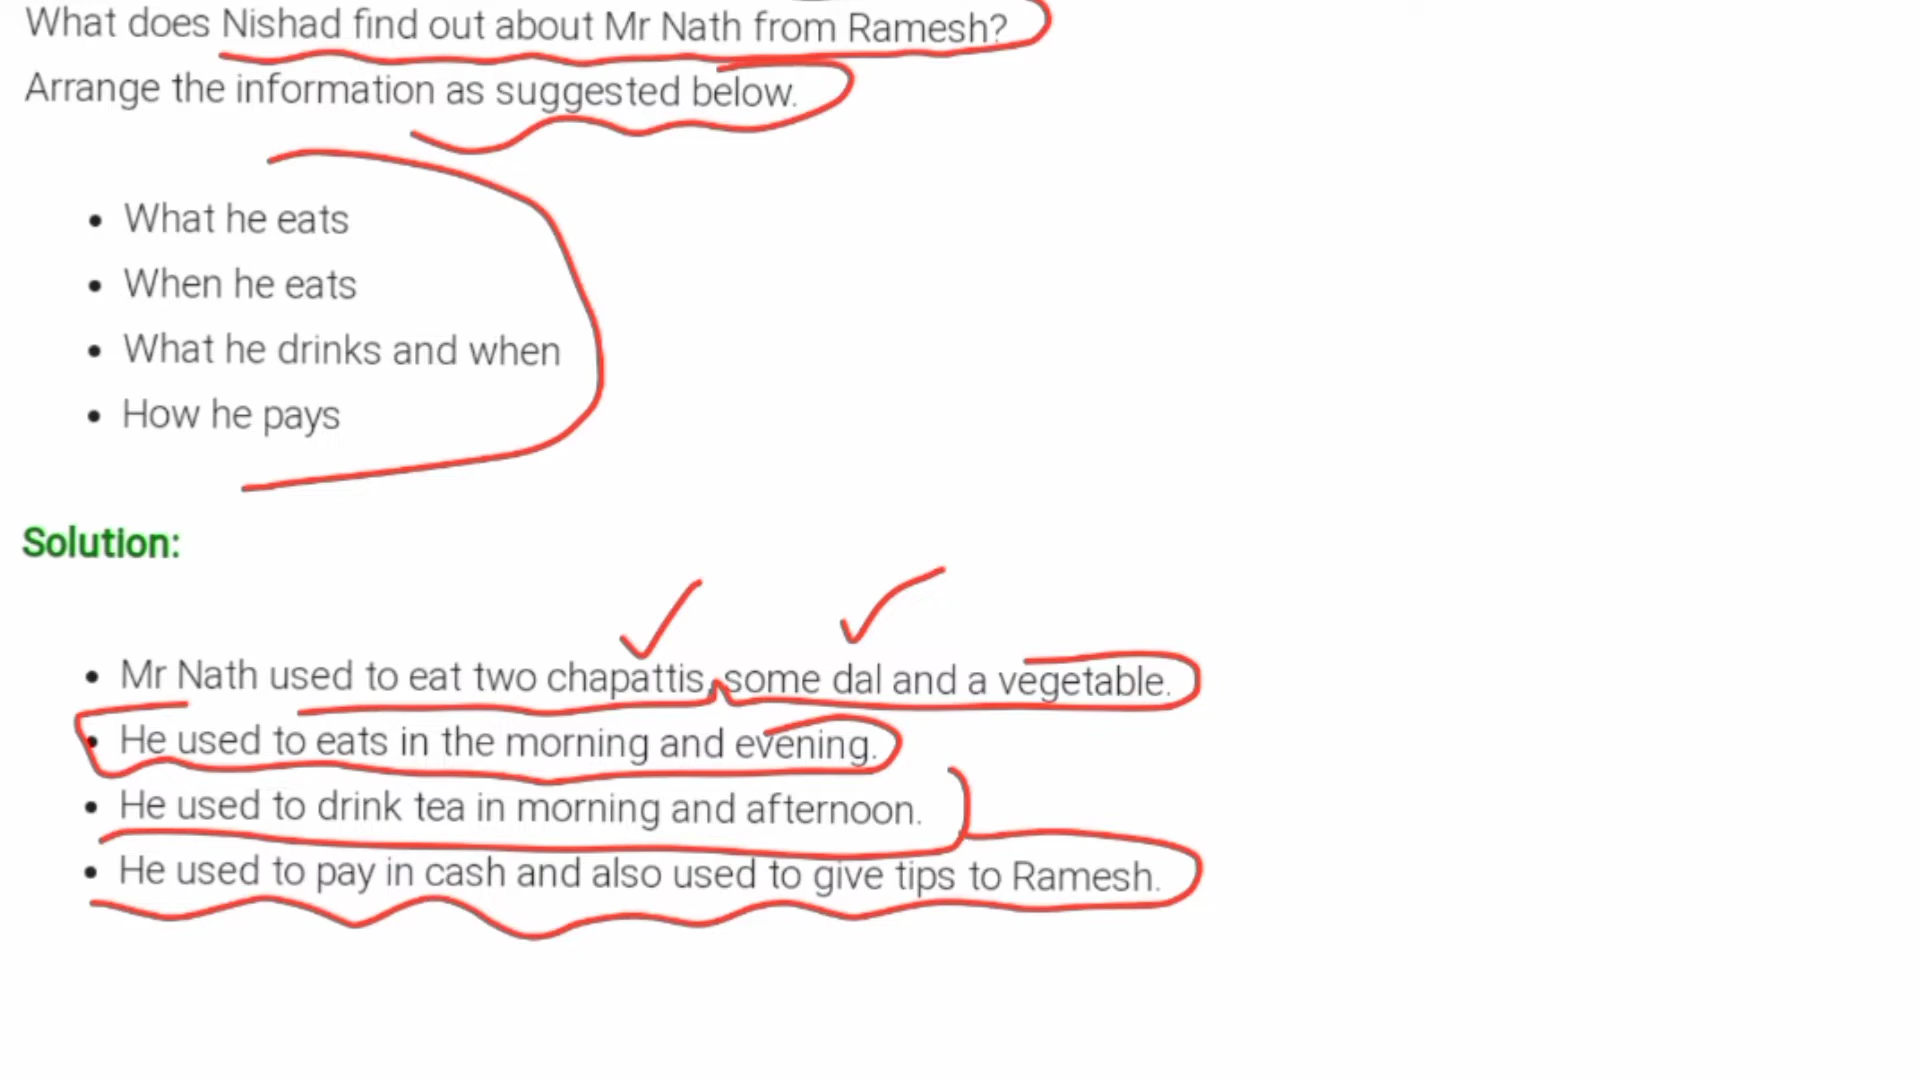 What does Nishad find out about Mr Nath from Ramesh?
Arrange the information as suggested below.
• What he eats
• When he eats
• What he drinks and when
• How he pays
Solution:
• Mr Nath used to eat two chapattis, some dal and a vegetable.
• He used to eats in the morning and evening.
• He used to drink tea in morning and afternoon.
• He used to pay in cash and also used to give tips to Ramesh.